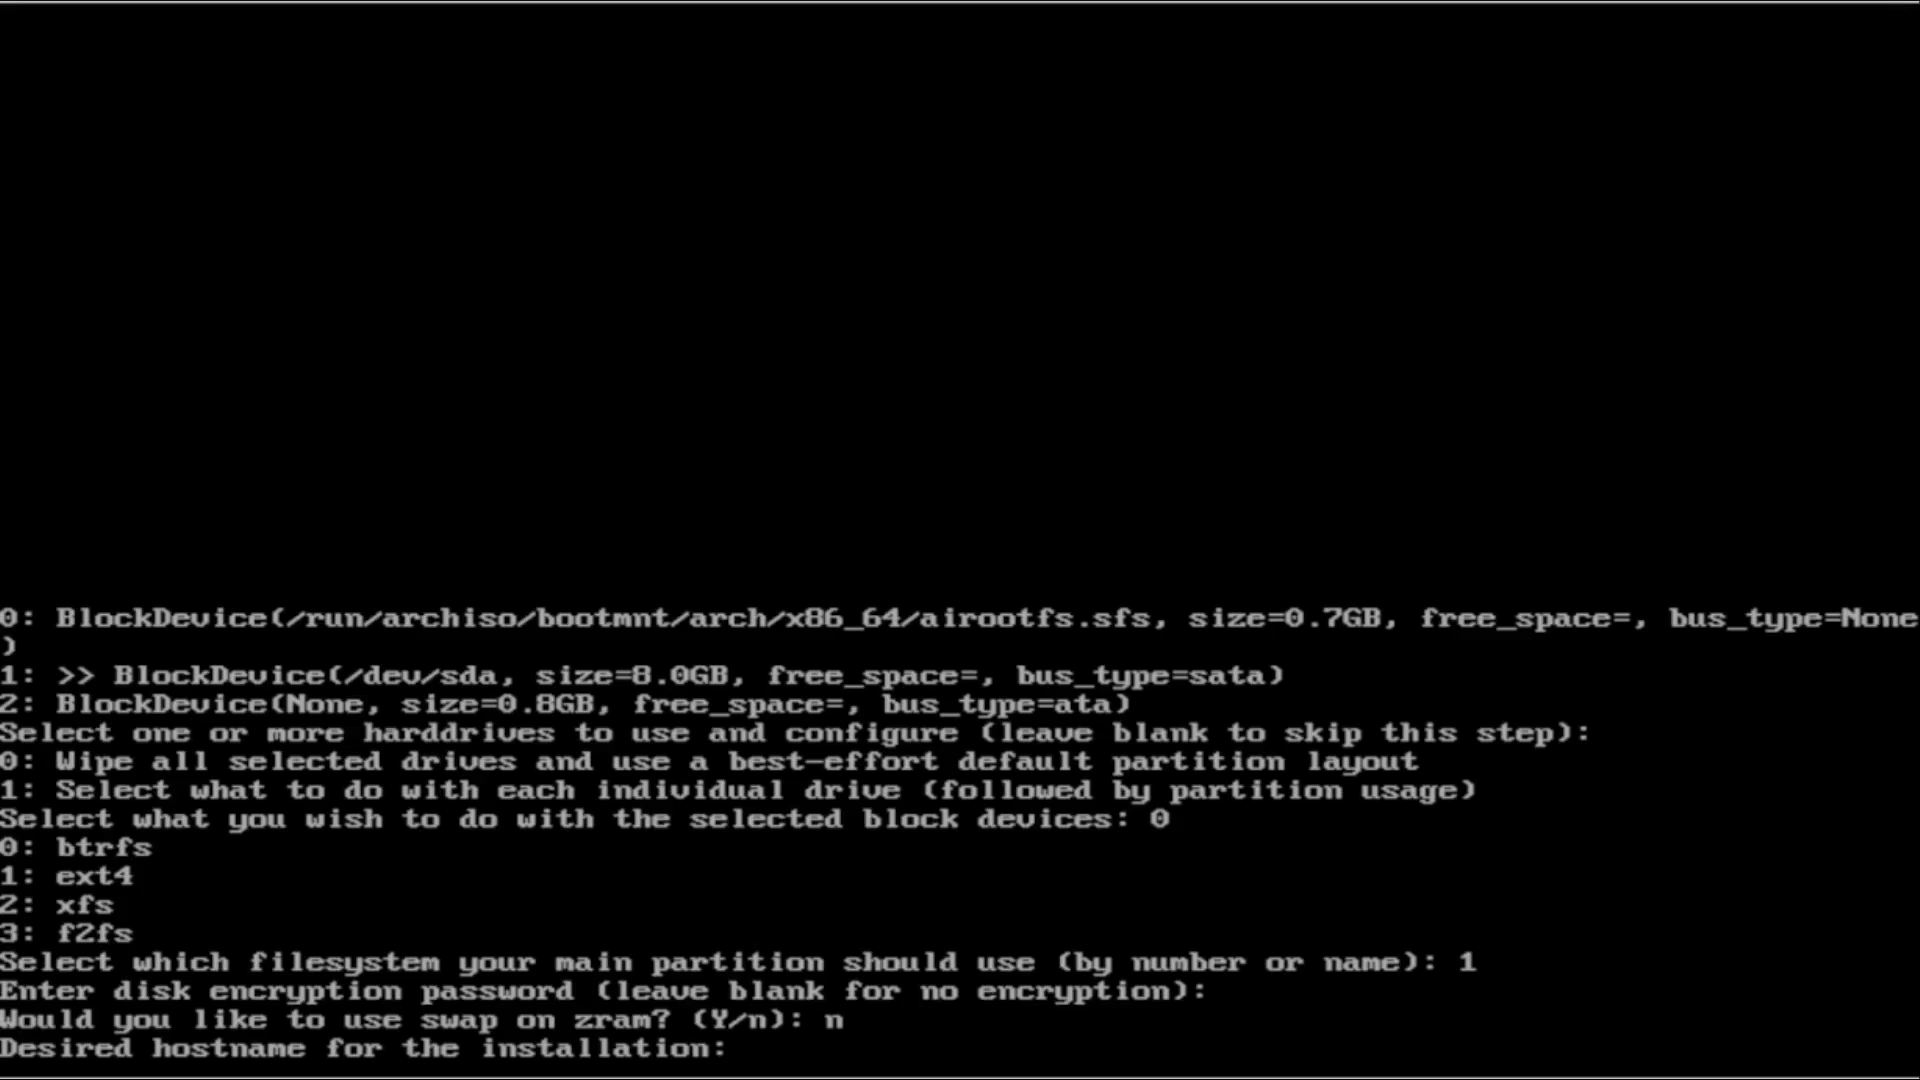 0: BlockDevice(/run/archiso/bootmnt/arch/x86_64/airootfs.sfs, size=0.7GB, free_space=, bus_type=None
)
1: >> BlockDevice(/dev/sda, size=8.0GB, free_space=, bus_type=sata)
2: BlockDevice(None, size=0.8GB, free_space=, bus_type=ata)
Select one or more harddrives to use and configure (leave blank to skip this step):
0: Wipe all selected drives and use a best-effort default partition layout
1: Select what to do with each individual drive (followed by partition usage)
Select what you wish to do with the selected block devices: 0
0: btrfs
1: ext4
2: xfs
3: f2fs
Select which filesystem your main partition should use (by number or name): 1
Enter disk encryption password (leave blank for no encryption):
Would you like to use swap on zram? (Y/n): n
Desired hostname for the installation: